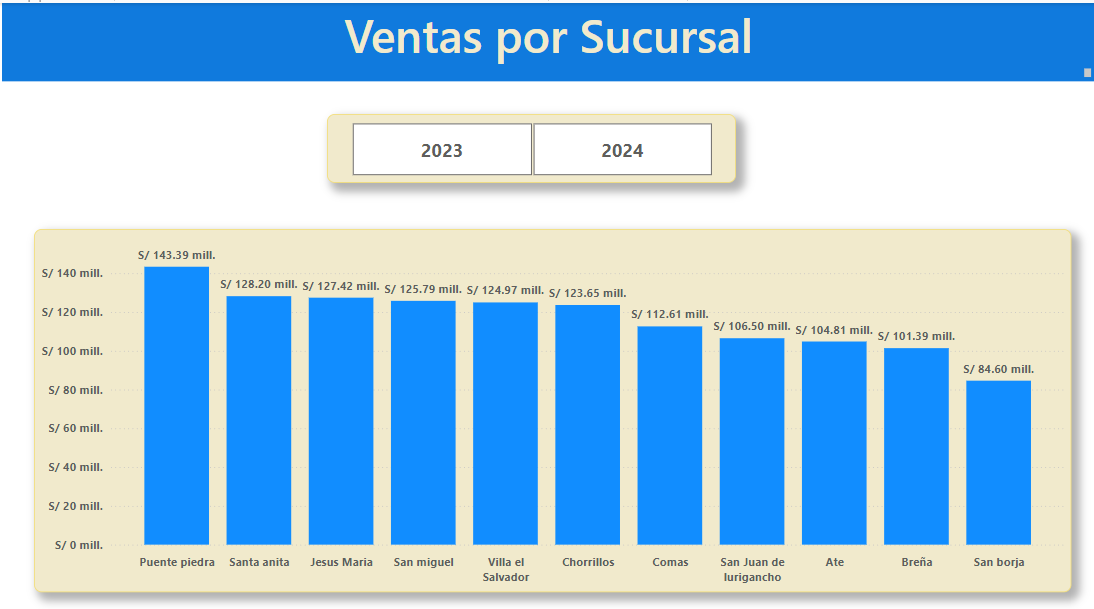 Ventas por Sucursal
2023
2024
S/ 143.39 mill.
S/ 128.20 mill.
S/ 127.42 mill.
S/ 125.79 mill.
S/ 124.97 mill.
S/ 123.65 mill.
S/ 112.61 mill.
S/ 106.50 mill.
S/ 104.81 mill.
S/ 101.39 mill.
S/ 84.60 mill.
S/ 140 mill.
S/ 120 mill.
S/ 100 mill.
S/ 80 mill.
S/ 60 mill.
S/ 40 mill.
S/ 20 mill.
S/ 0 mill.
Puente piedra
Santa anita
Jesus Maria
San miguel
Villa el
Salvador
Chorrillos
Comas
San Juan de
lurigancho
Ate
Breña
San borja